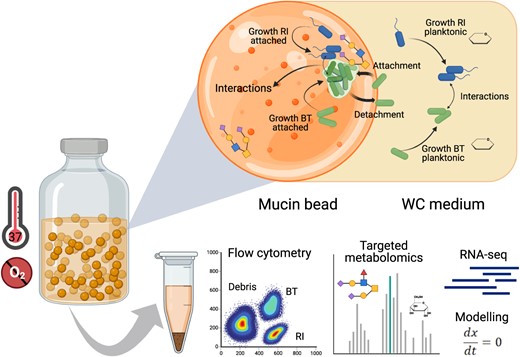 Growth RI
attached
Growth RI
planktonic
Attachment
Interactions
Interactions
Growth BT
attached
Detachment
Growth BT
planktonic
Mucin bead
WC medium
37
O2
Flow cytometry
1000
800
600
400
200
0
0 200 400 600 800 1000
Debris
BT
RI
Targeted
metabolomics
RNA-seq
Modelling
dx
dt
= 0